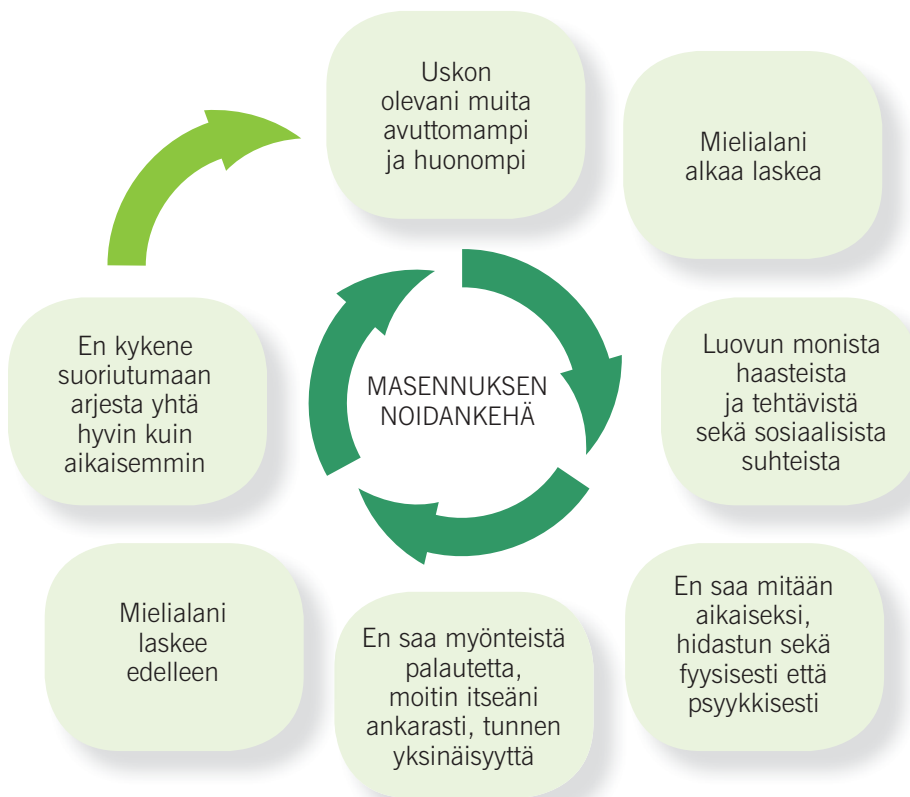 Uskon
olevani muita
avuttomampi
ja huonompi
Mielialani
alkaa laskea
Luovun monista
haasteista
ja tehtävistä
sekä sosiaalisista
suhteista
En saa mitään
aikaiseksi,
hidastun sekä
fyysisesti että
psyykkisesti
En saa myönteistä
palautetta,
moitin itseäni
ankarasti, tunnen
yksinäisyyttä
Mielialani
laskee
edelleen
En kykene
suoriutumaan
arjesta yhtä
hyvin kuin
aikaisemmin
MASENNUKSEN
NOIDANKEHÄ